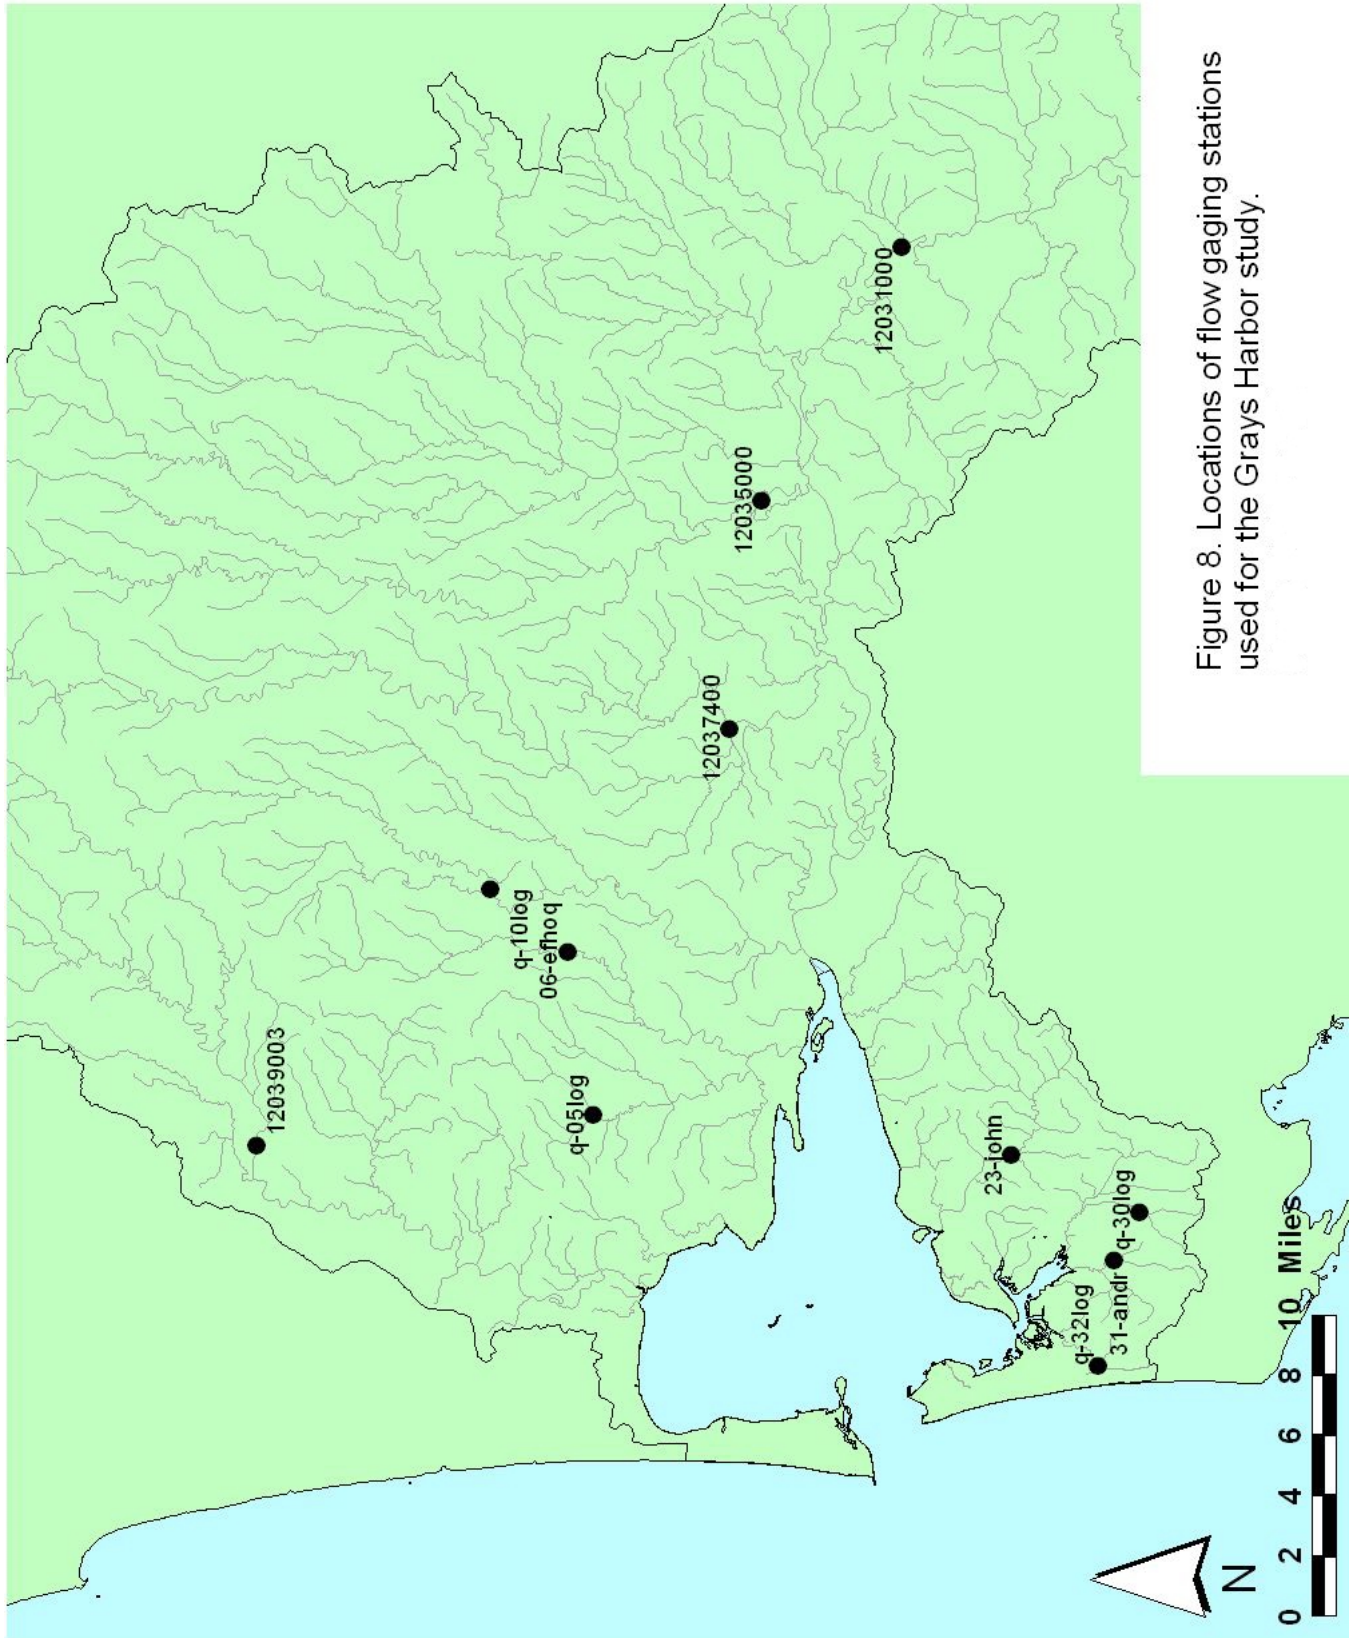 12039003
q-10log
06-efhoq
q-05log
12037400
12035000
12031000
23-john
q-30log
31-andr
q-32log
N
0 2 4 6 8 10 Miles
Figure 8. Locations of flow gaging stations
used for the Grays Harbor study.